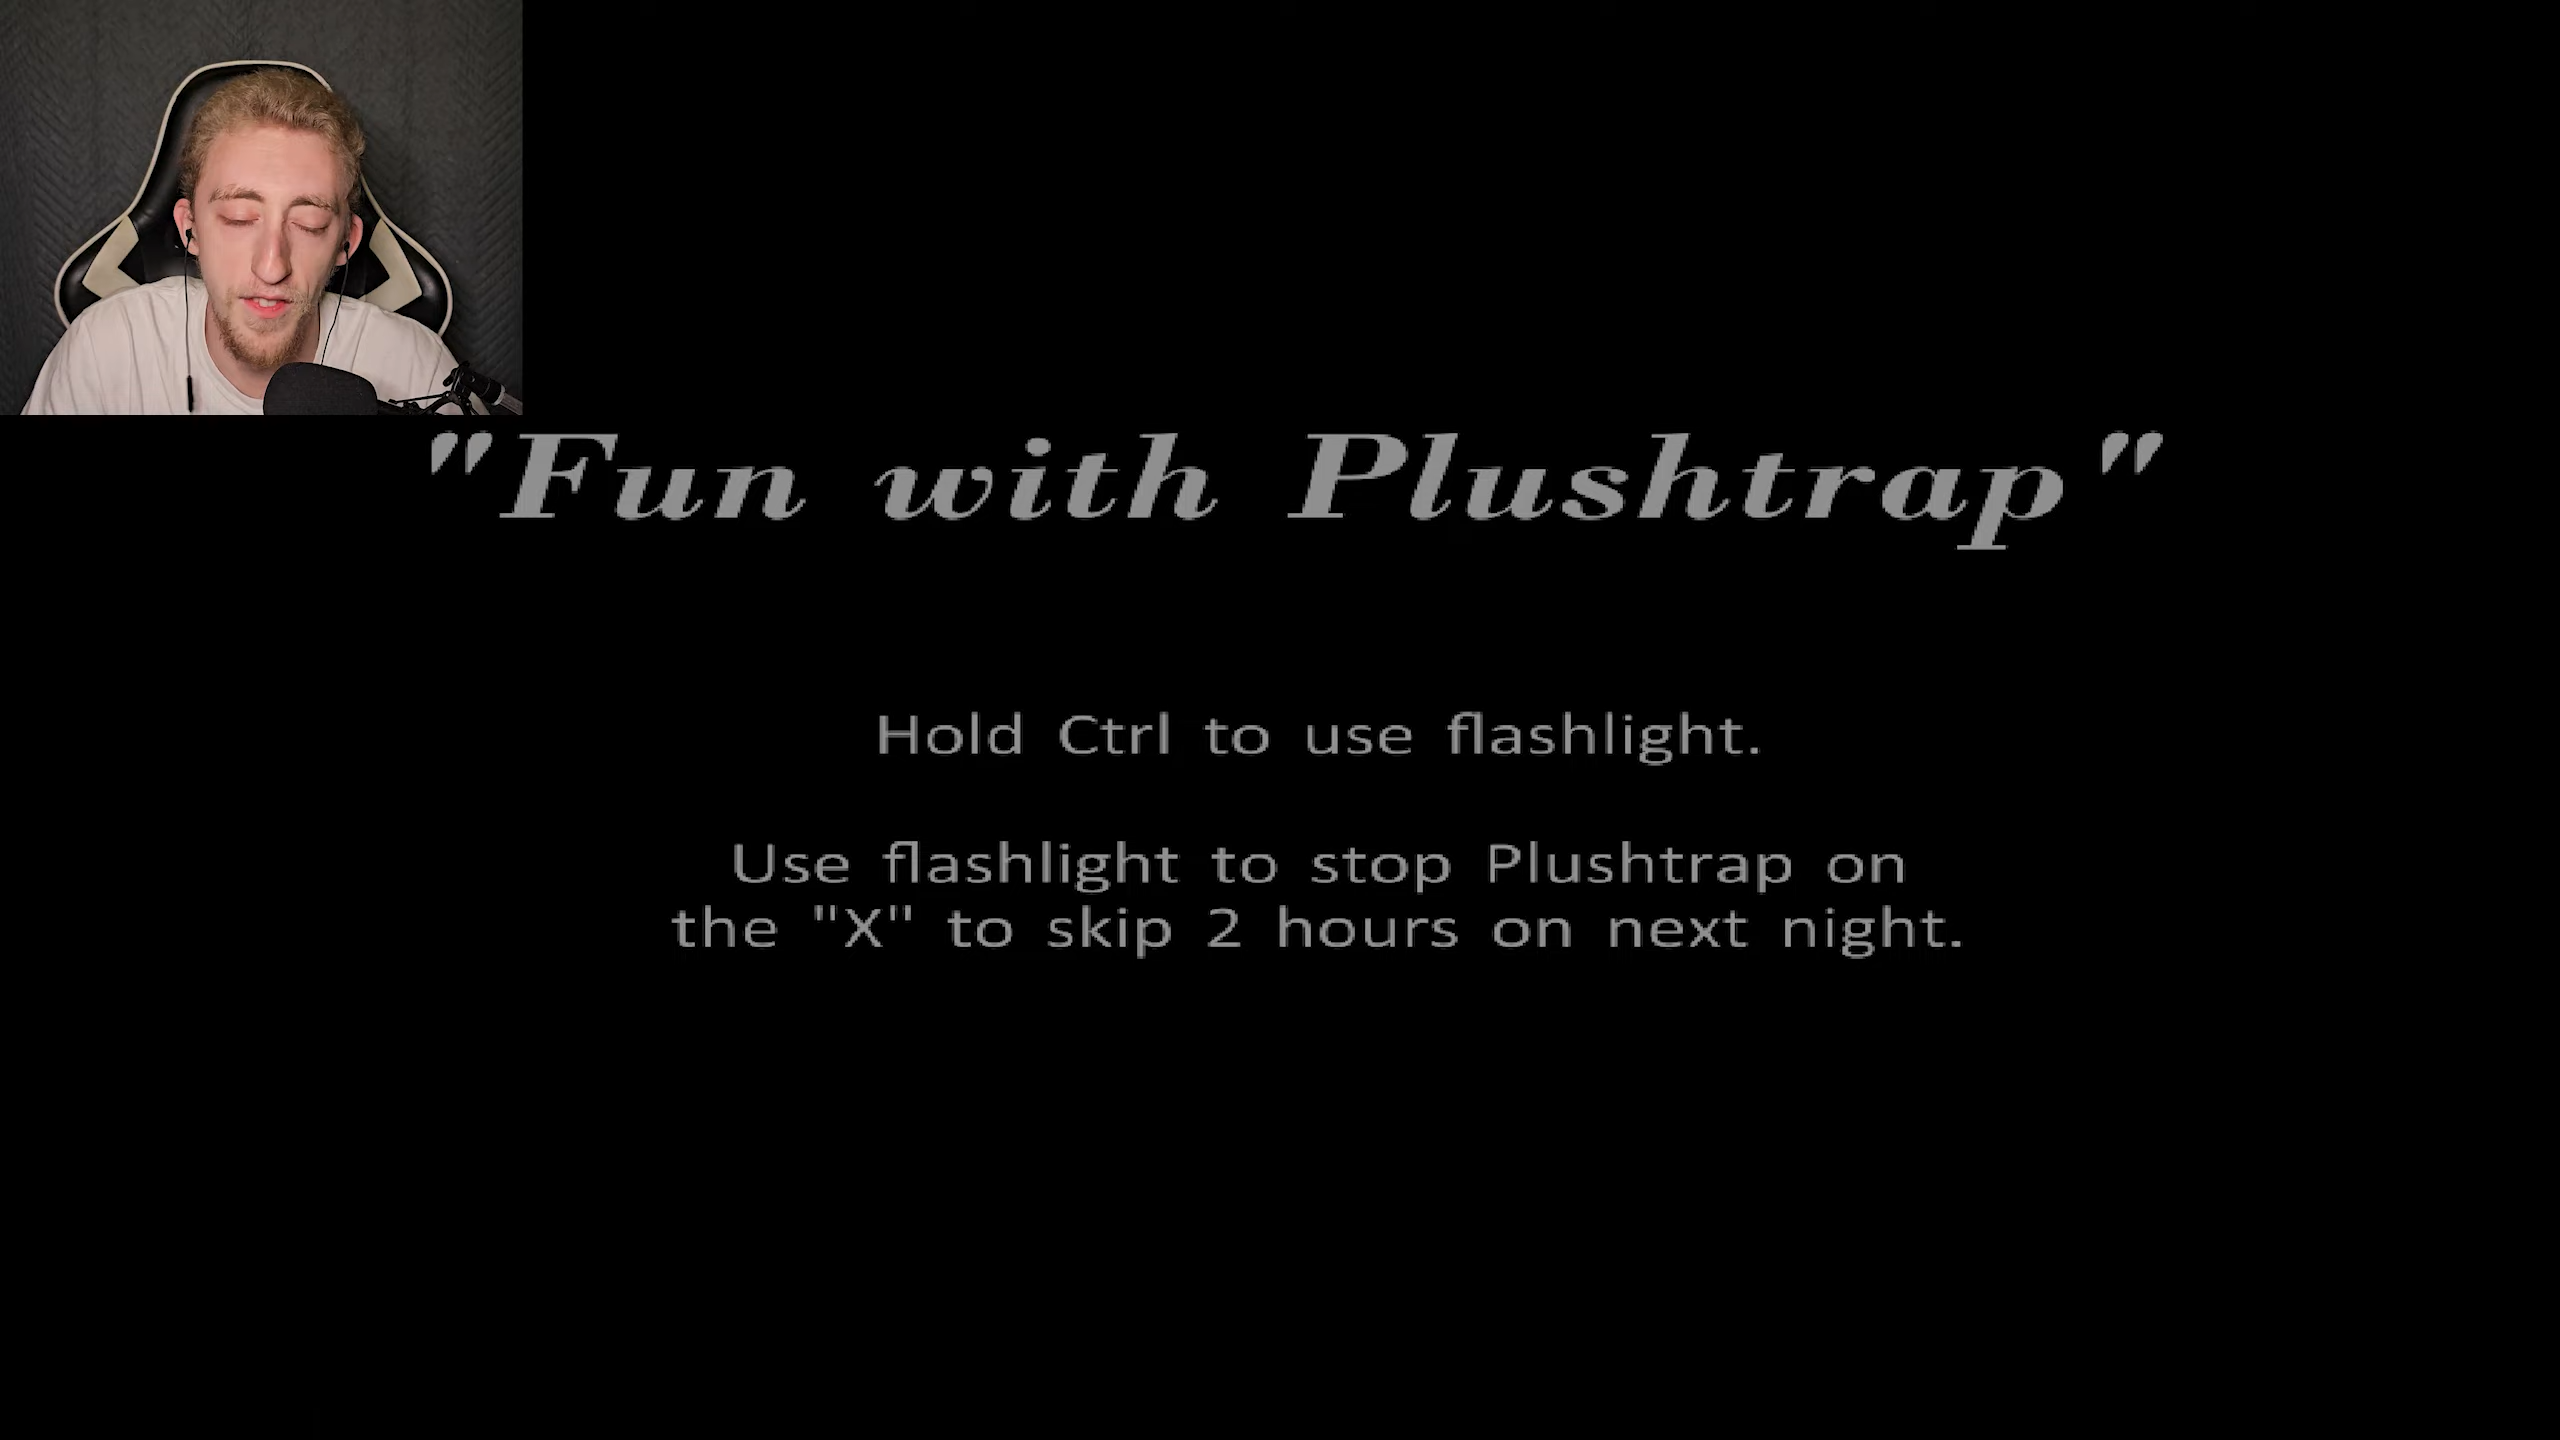 "Fun with Plushtrap"
Hold Ctrl to use flashlight.
Use flashlight to stop Plushtrap on
the "X" to skip 2 hours on next night.